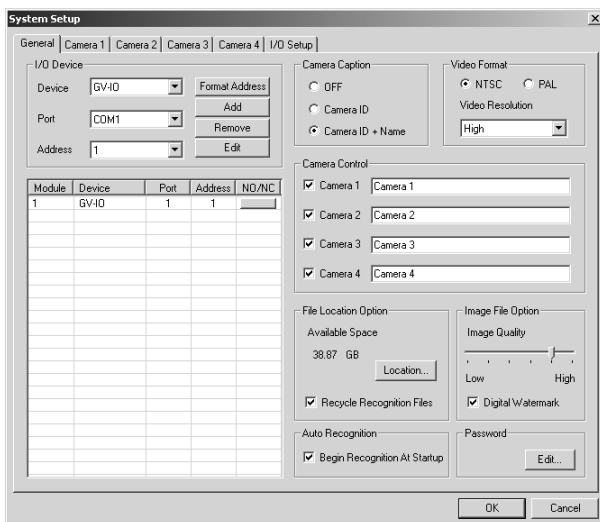 System Setup
General Camera 1 Camera 2 Camera 3 Camera 4 I/O Setup
I/O Device
Device GV-IO Format Address
Add
Port COM1
Remove
Address 1 Edit
Module Device Port Address NO/NC
1 GV-IO 1 1
Camera Caption
OFF
Camera ID
Camera ID + Name
Video Format
NTSC PAL
Video Resolution
High
Camera Control
Camera 1 Camera 1
Camera 2 Camera 2
Camera 3 Camera 3
Camera 4 Camera 4
File Location Option
Available Space
38.87 GB
Location...
Recycle Recognition Files
Image File Option
Image Quality
Low High
Digital Watermark
Auto Recognition
Begin Recognition At Startup
Password
Edit...
OK Cancel